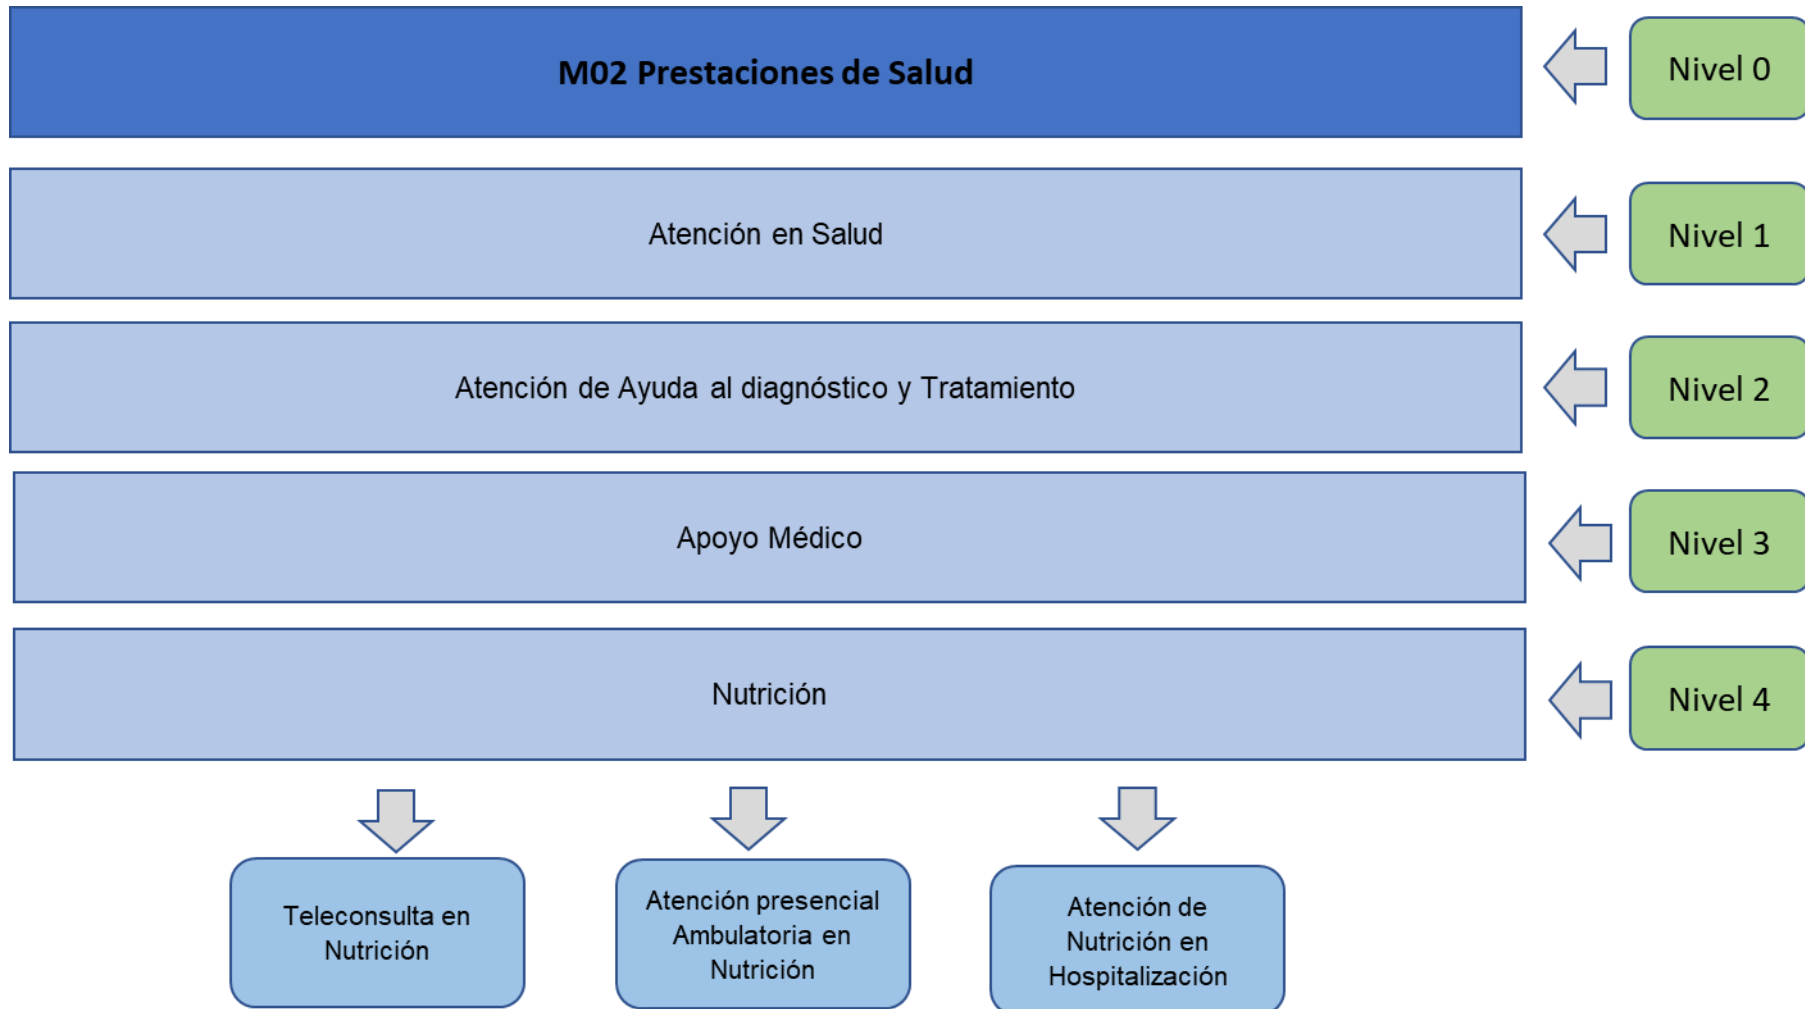 M02 Prestaciones de Salud
Nivel 0
Atención en Salud
Nivel 1
Atención de Ayuda al diagnóstico y Tratamiento
Nivel 2
Apoyo Médico
Nivel 3
Nutrición
Nivel 4
Teleconsulta en
Nutrición
Atención presencial
Ambulatoria en
Nutrición
Atención de
Nutrición en
Hospitalización